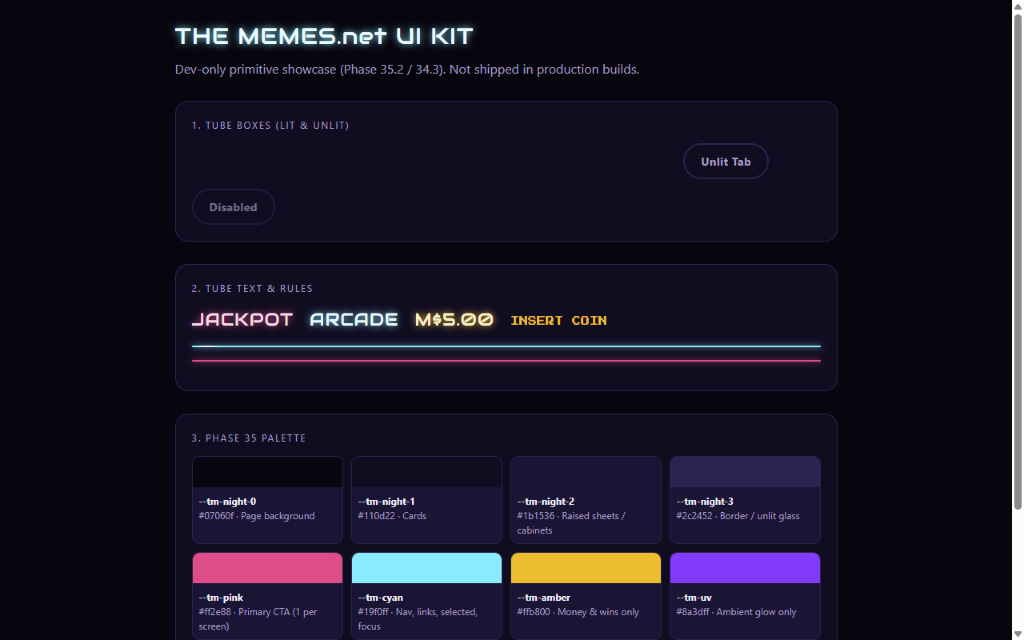 THE MEMES.net UI KIT
Dev-only primitive showcase (Phase 35.2 / 34.3). Not shipped in production builds.
1. TUBE BOXES (LIT & UNLIT)
Unlit Tab
Disabled
2. TUBE TEXT & RULES
JACKPOT ARCADE M$5.00 INSERT COIN
3. PHASE 35 PALETTE
--tm-night-0
#07060f · Page background
--tm-night-1
#110d22 · Cards
--tm-night-2
#1b1536 · Raised sheets /
cabinets
--tm-night-3
#2c2452 · Border / unlit glass
--tm-pink
#ff2e88 · Primary CTA (1 per
screen)
--tm-cyan
#19f0ff · Nav, links, selected,
focus
--tm-amber
#ffb800 · Money & wins only
--tm-uv
#8a3dff · Ambient glow only